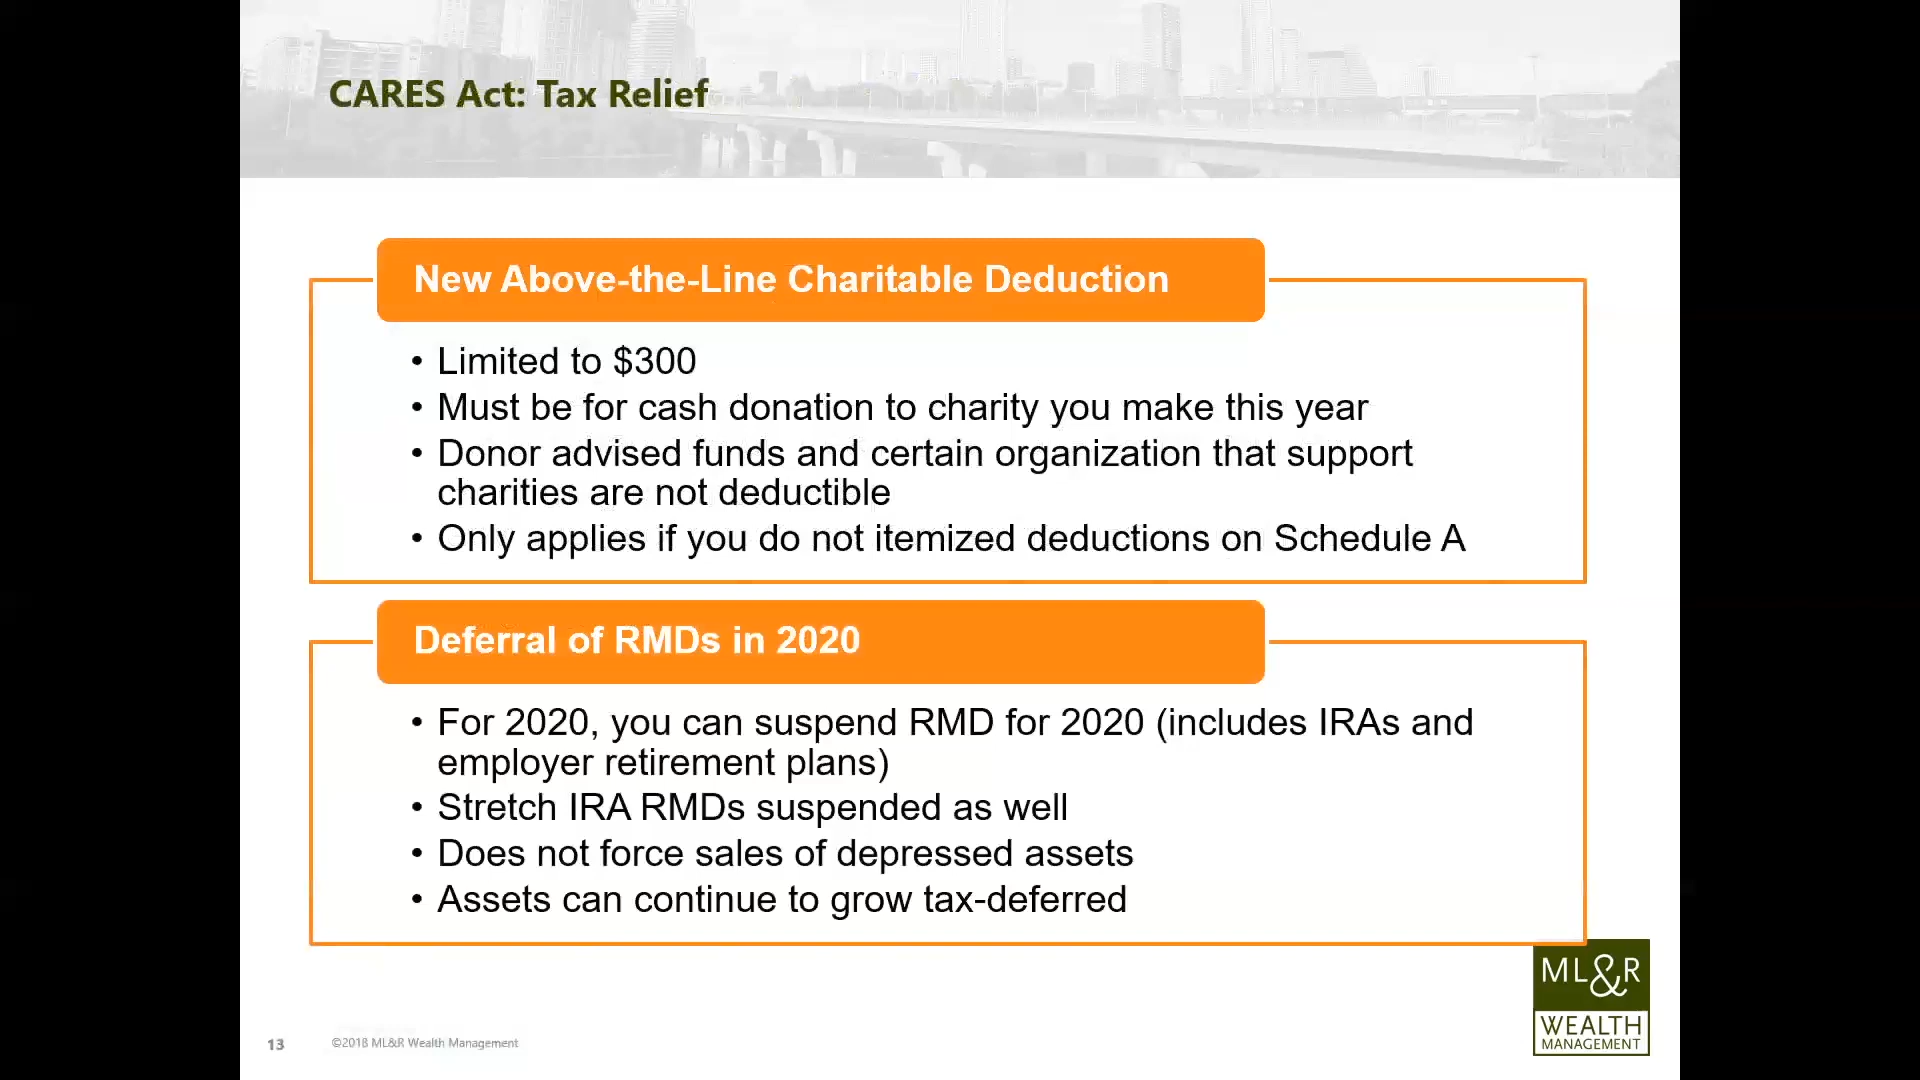 CARES Act: Tax Relief
New Above-the-Line Charitable Deduction
• Limited to $300
• Must be for cash donation to charity you make this year
• Donor advised funds and certain organization that support
charities are not deductible
• Only applies if you do not itemized deductions on Schedule A
Deferral of RMDs in 2020
• For 2020, you can suspend RMD for 2020 (includes IRAs and
employer retirement plans)
• Stretch IRA RMDs suspended as well
• Does not force sales of depressed assets
• Assets can continue to grow tax-deferred
ML&R
WEALTH
MANAGEMENT
13
©2018 ML&R Wealth Management